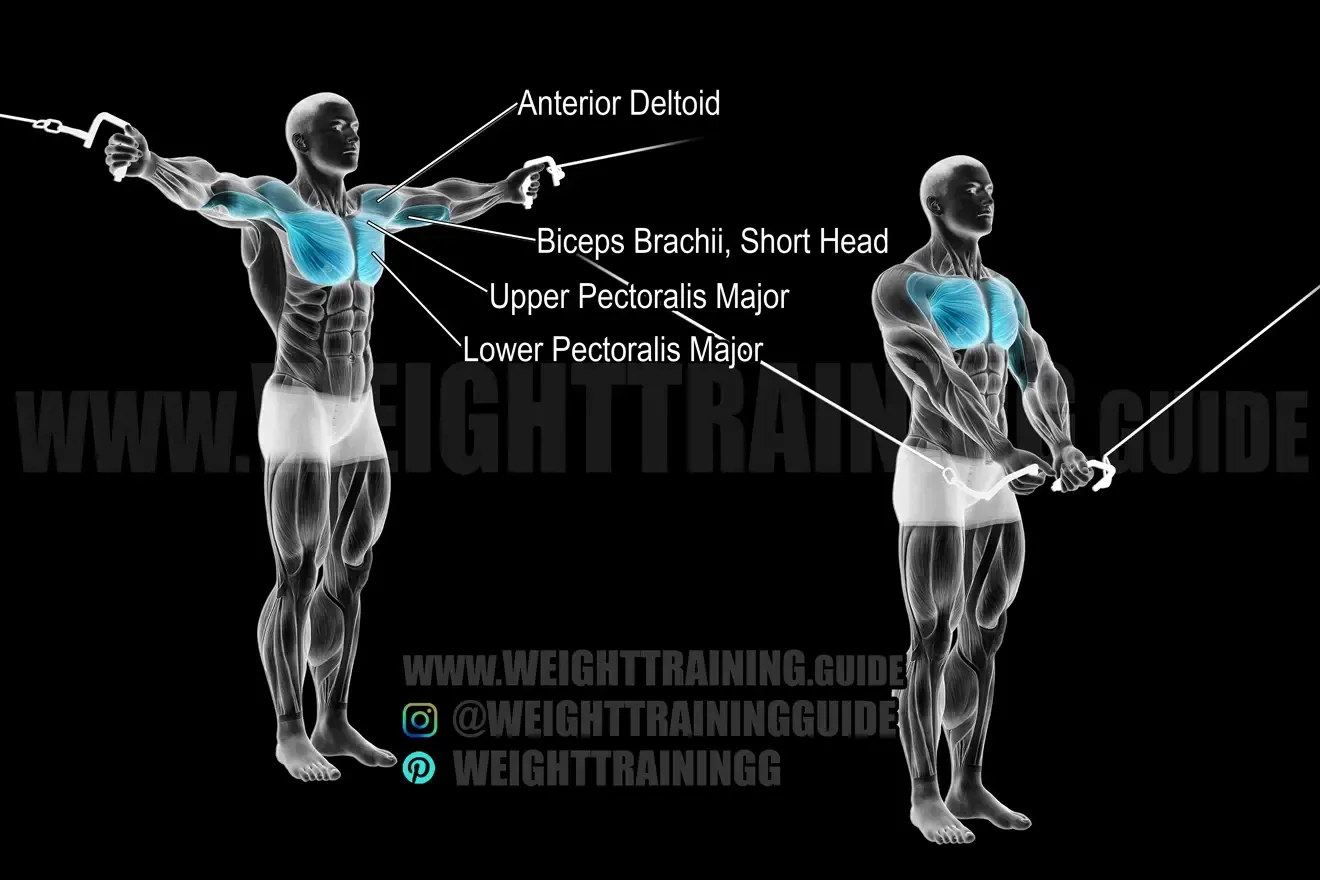 Anterior Deltoid
Biceps Brachii, Short Head
Upper Pectoralis Major
Lower Pectoralis Major
WWW.WEIGHTTRAINING.GUIDE
WWW.WEIGHTTRAINING.GUIDE
@WEIGHTTRAININGGUIDE
WEIGHTTRAININGG